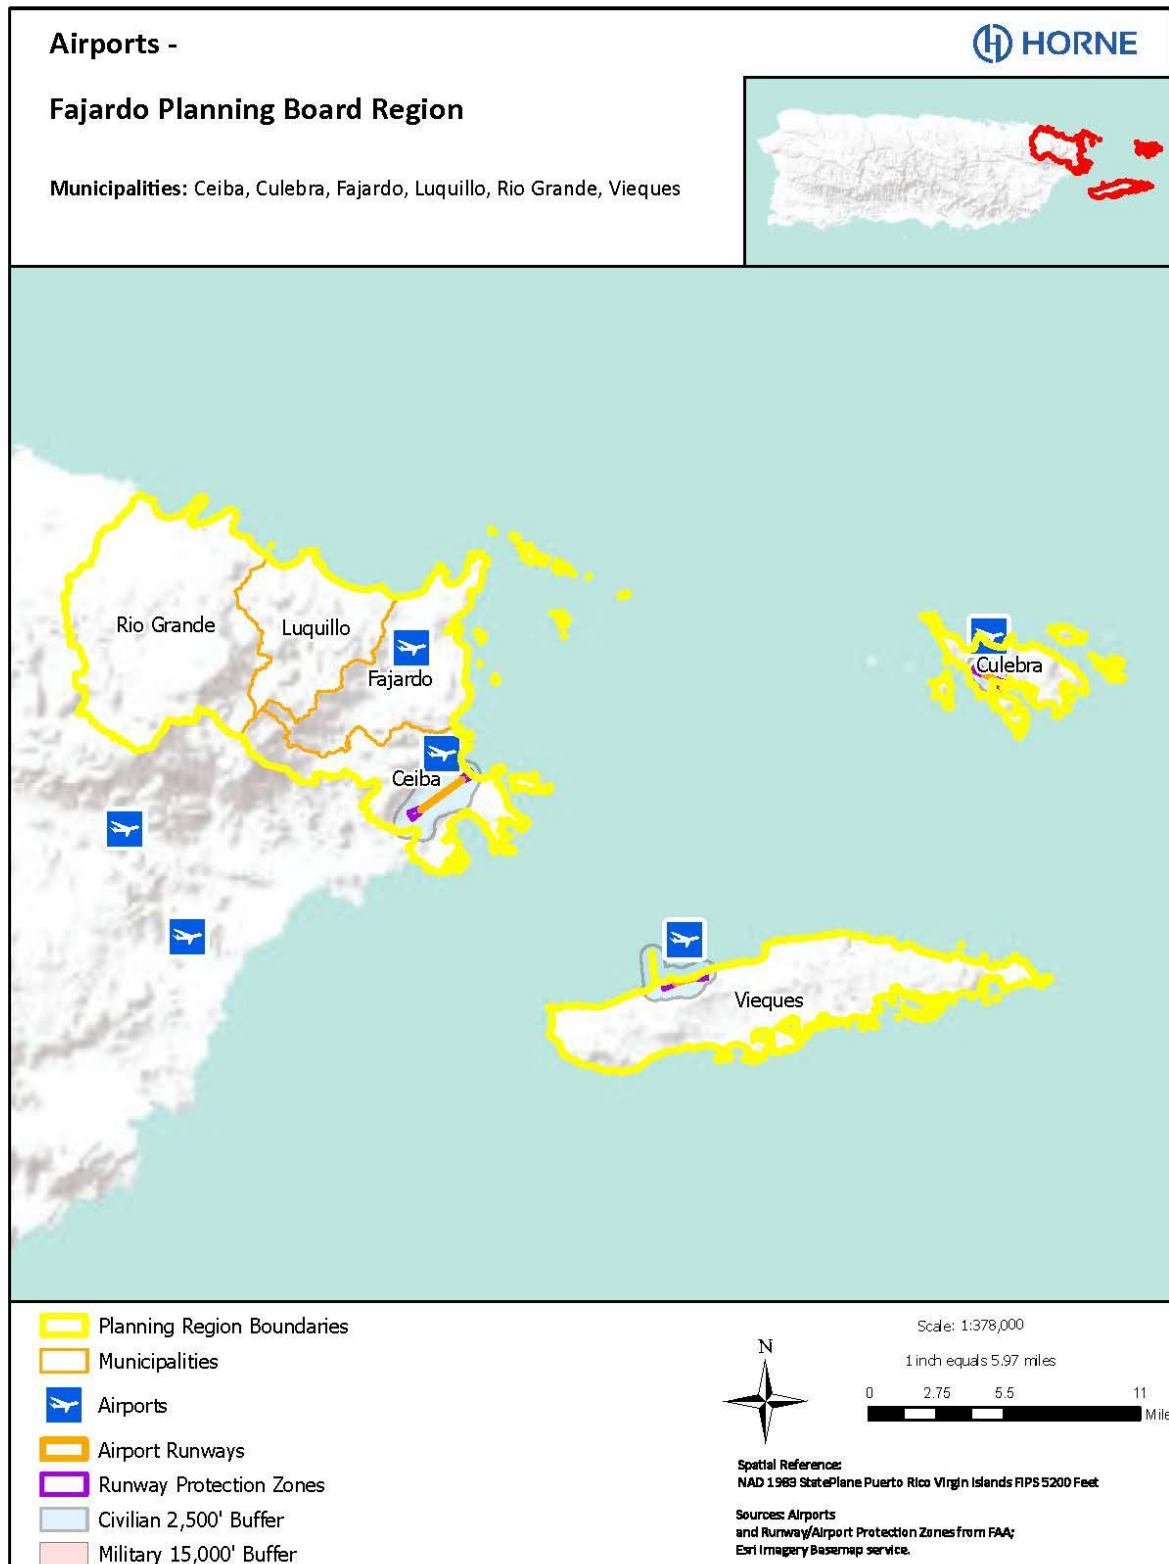 Airports -
HORNE
Fajardo Planning Board Region
Municipalities: Ceiba, Culebra, Fajardo, Luquillo, Rio Grande, Vieques
Rio Grande
Luquillo
Fajardo
Culebra
Ceiba
Vieques
Planning Region Boundaries
Municipalities
Airports
Airport Runways
Runway Protection Zones
Civilian 2,500' Buffer
Military 15,000' Buffer
N
Scale: 1:378,000
1 inch equals 5.97 miles
0 2.75 5.5 11
Mile
Spatial Reference:
NAD 1983 StatePlane Puerto Rico Virgin Islands FIPS 5200 Feet
Sources: Airports
and Runway/Airport Protection Zones from FAA;
Esri Imagery Basemap service.